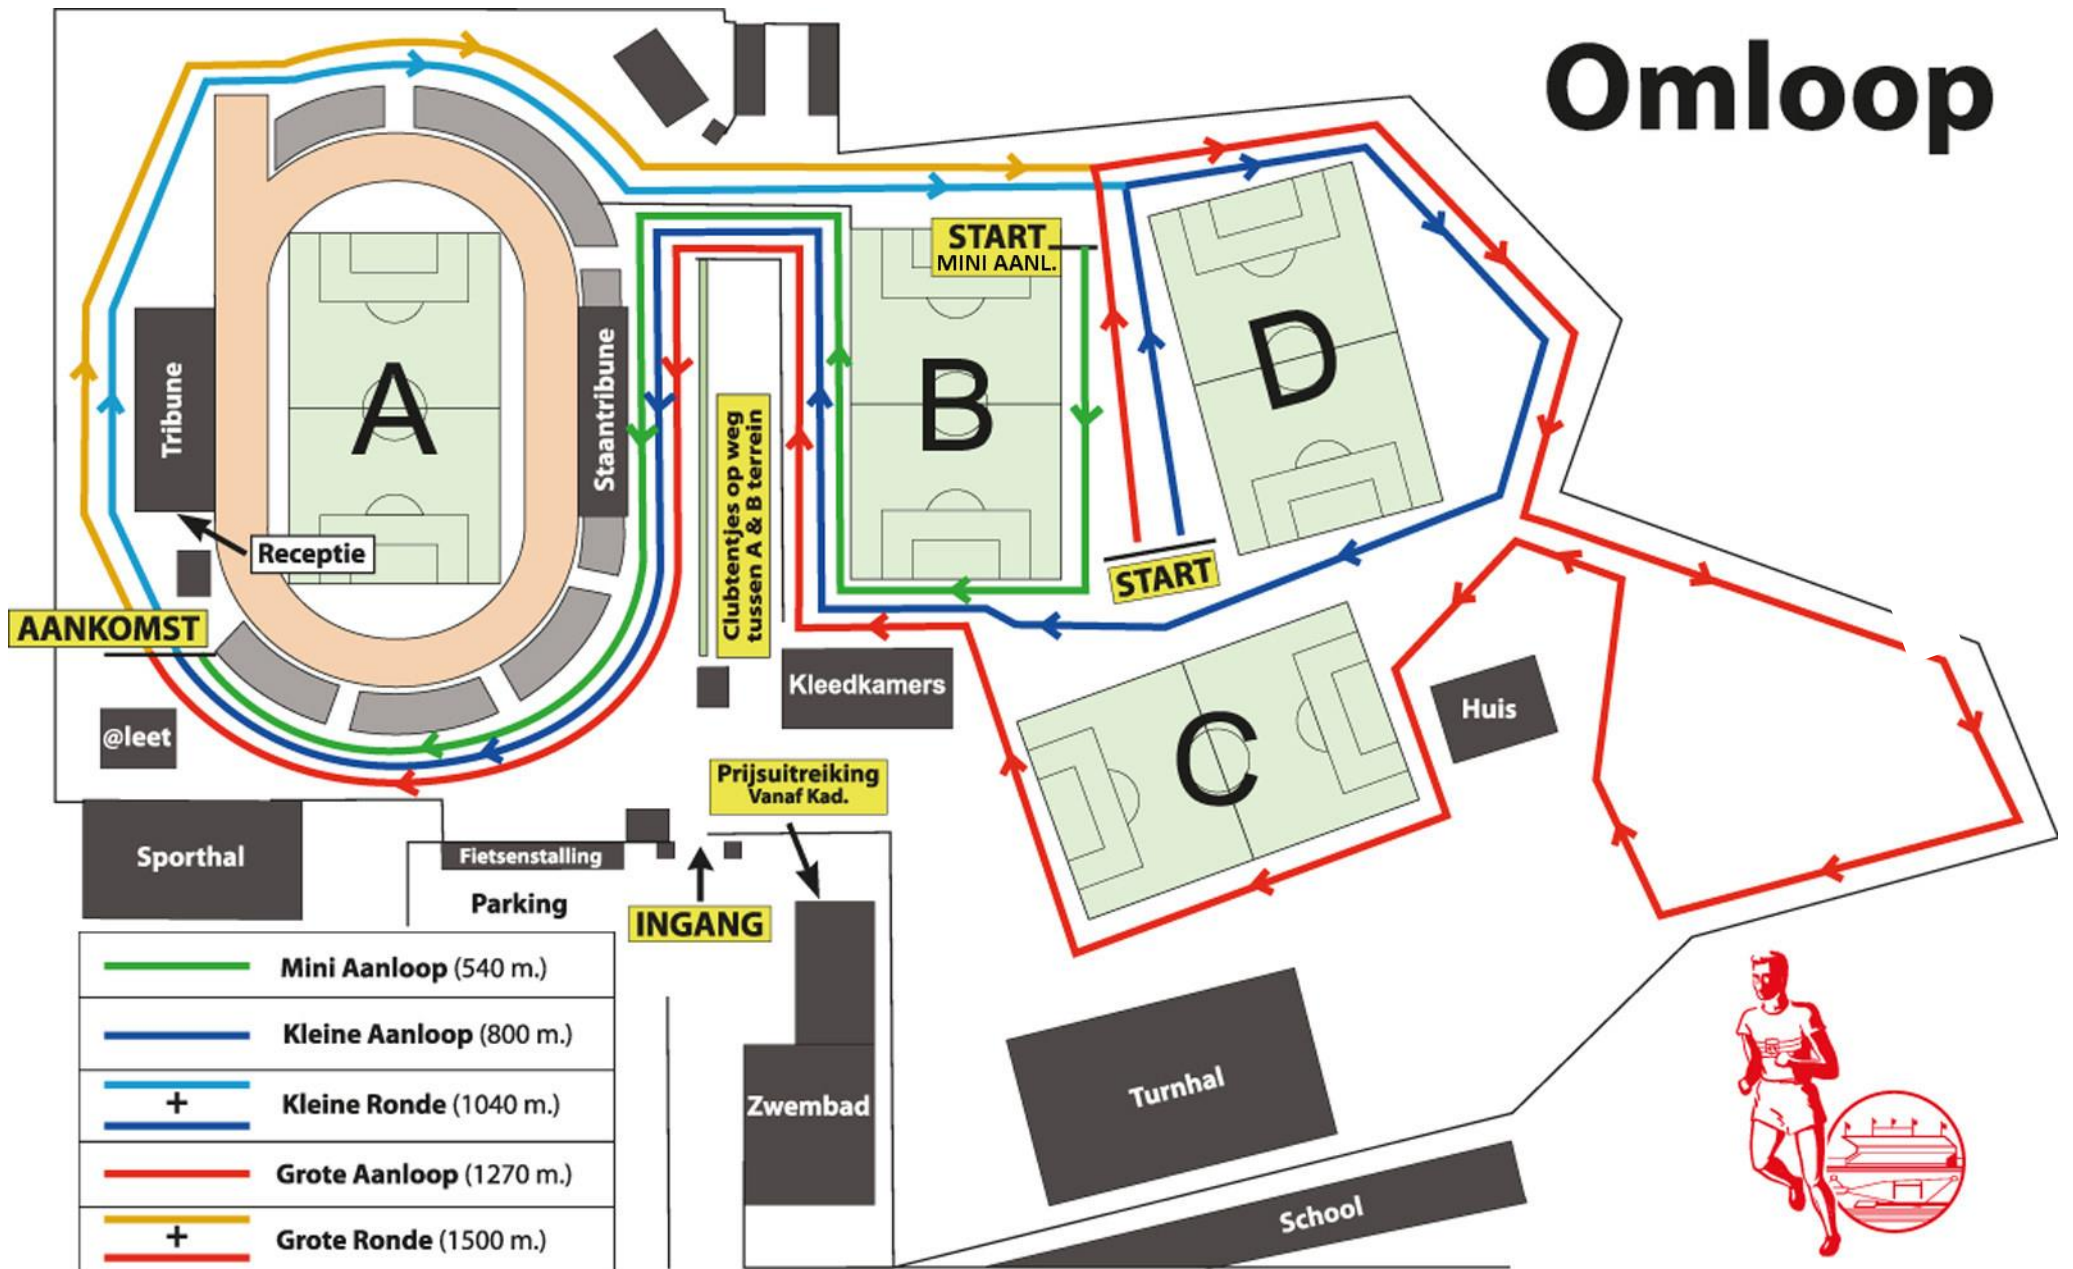 Omloop
START
MINI AANL.
A
B
D
Tribune
Staantribune
Clubtentjes op weg
tussen A & B terrein
Receptie
START
AANKOMST
@leet
Kleedkamers
C
Huis
Prijsuitreiking
Vanaf Kad.
Sporthal
Fietsenstalling
Parking
INGANG
Zwembad
Turnhal
School
Mini Aanloop (540 m.)
Kleine Aanloop (800 m.)
+ Kleine Ronde (1040 m.)
Grote Aanloop (1270 m.)
+ Grote Ronde (1500 m.)